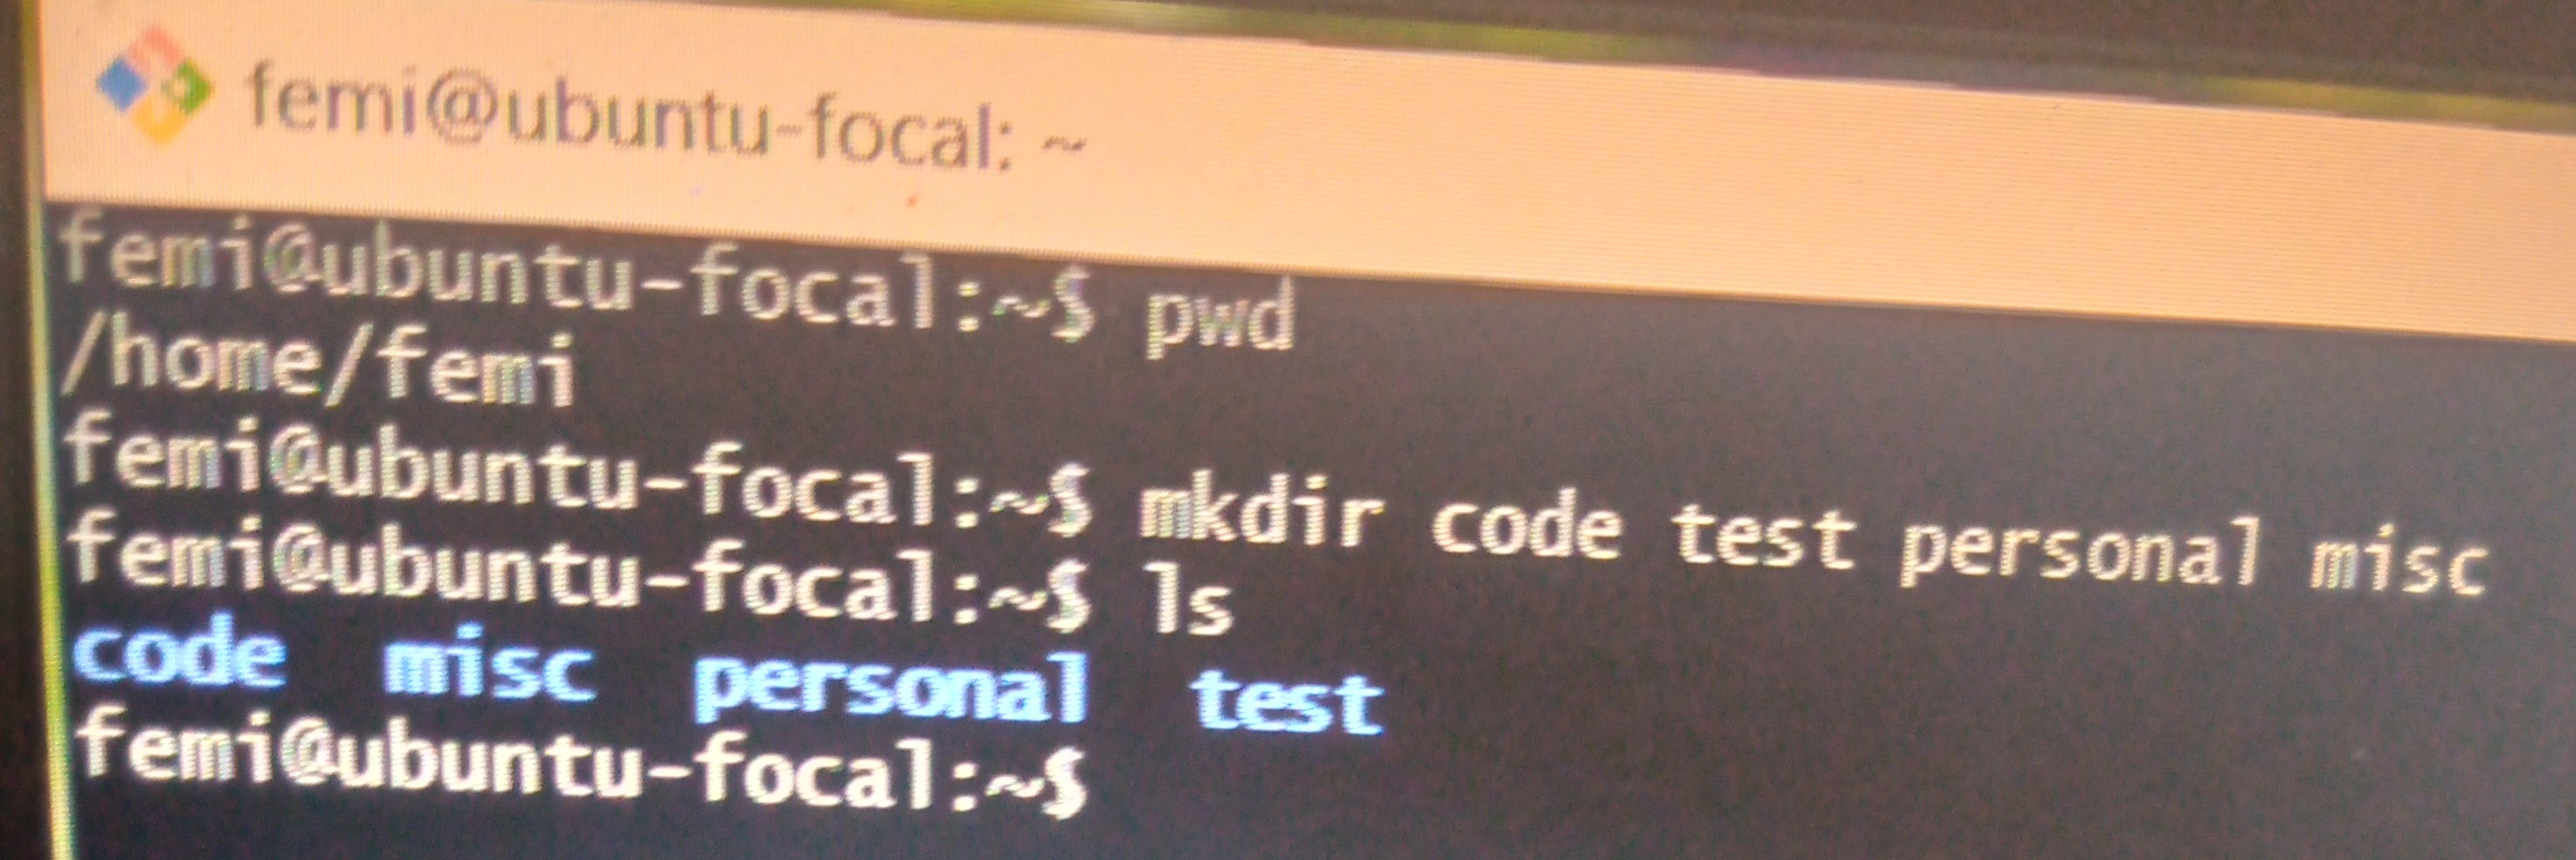 femi@ubuntu-focal: ~
femi@ubuntu-focal:~$ pwd
/home/femi
femi@ubuntu-focal:~$ mkdir code test personal misc
femi@ubuntu-focal:~$ ls
code misc personal test
femi@ubuntu-focal:~$